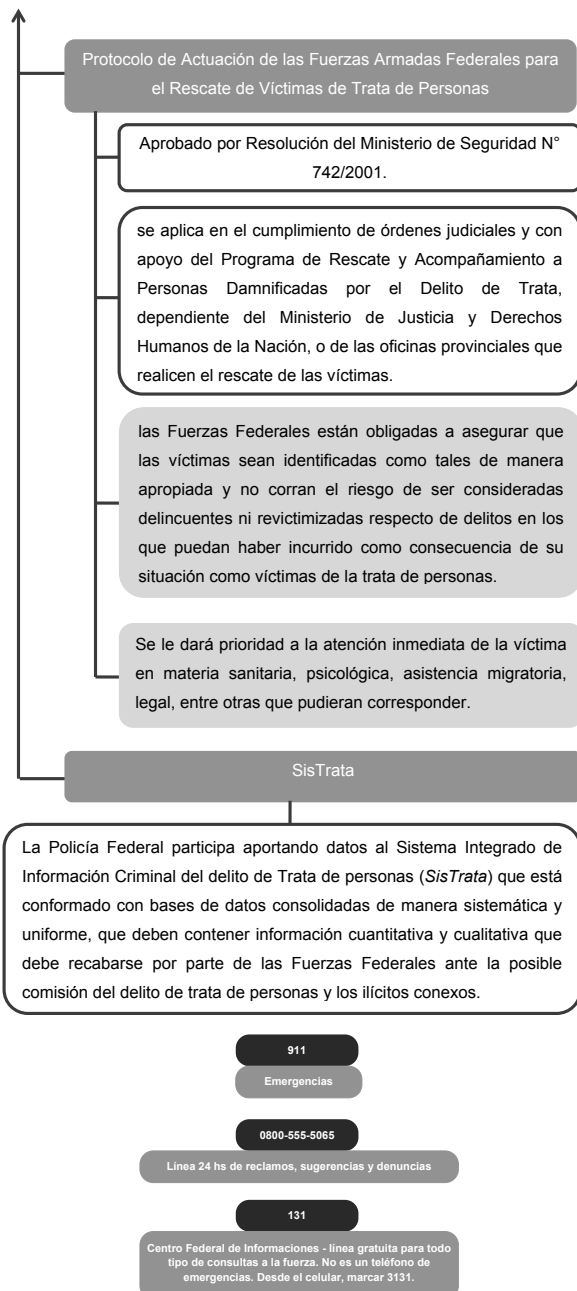 Protocolo de Actuación de las Fuerzas Armadas Federales para
el Rescate de Víctimas de Trata de Personas
Aprobado por Resolución del Ministerio de Seguridad N°
742/2001.
se aplica en el cumplimiento de órdenes judiciales y con
apoyo del Programa de Rescate y Acompañamiento a
Personas Damnificadas por el Delito de Trata,
dependiente del Ministerio de Justicia y Derechos
Humanos de la Nación, o de las oficinas provinciales que
realicen el rescate de las víctimas.
las Fuerzas Federales están obligadas a asegurar que
las víctimas sean identificadas como tales de manera
apropiada y no corran el riesgo de ser consideradas
delincuentes ni revictimizadas respecto de delitos en los
que puedan haber incurrido como consecuencia de su
situación como víctimas de la trata de personas.
Se le dará prioridad a la atención inmediata de la víctima
en materia sanitaria, psicológica, asistencia migratoria,
legal, entre otras que pudieran corresponder.
SisTrata
La Policía Federal participa aportando datos al Sistema Integrado de
Información Criminal del delito de Trata de personas (SisTrata) que está
conformado con bases de datos consolidadas de manera sistemática y
uniforme, que deben contener información cuantitativa y cualitativa que
debe recabarse por parte de las Fuerzas Federales ante la posible
comisión del delito de trata de personas y los ilícitos conexos.
911
Emergencias
0800-555-5065
Línea 24 hs de reclamos, sugerencias y denuncias
131
Centro Federal de Informaciones - línea gratuita para todo
tipo de consultas a la fuerza. No es un teléfono de
emergencias. Desde el celular, marcar 3131.